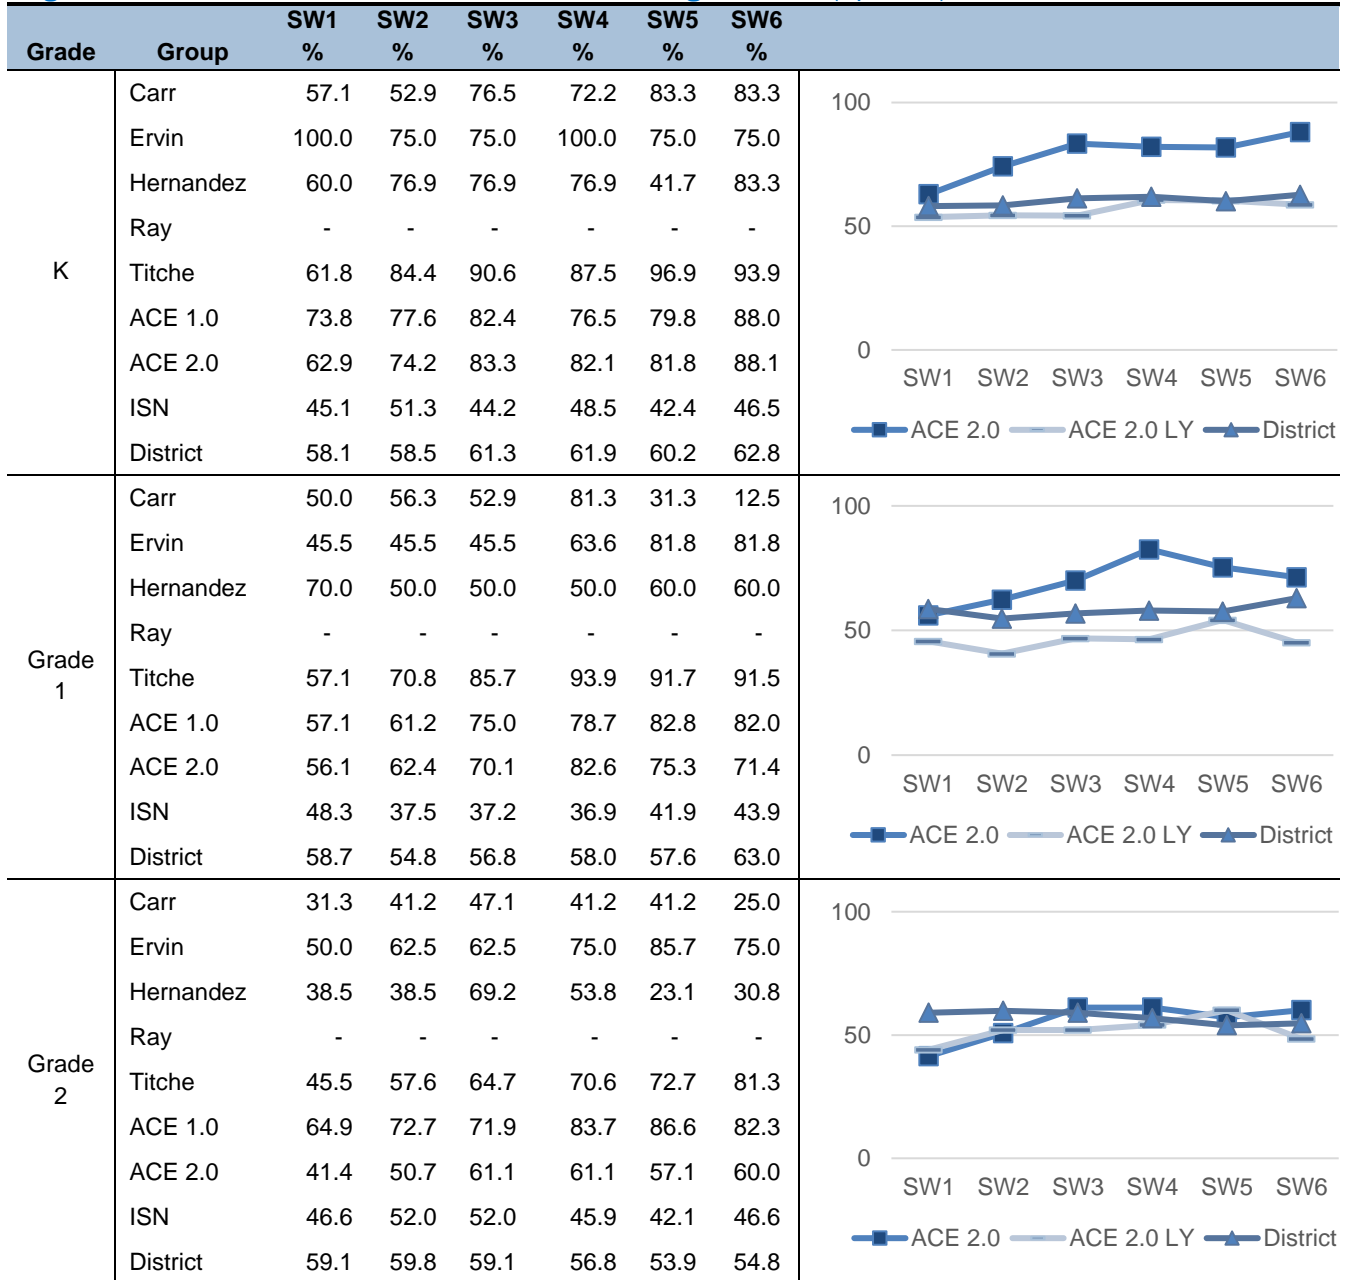 SW1 SW2 SW3 SW4 SW5 SW6
Grade Group % % % % % %
K
Carr 57.1 52.9 76.5 72.2 83.3 83.3
Ervin 100.0 75.0 75.0 100.0 75.0 75.0
Hernandez 60.0 76.9 76.9 76.9 41.7 83.3
Ray - - - - - -
Titche 61.8 84.4 90.6 87.5 96.9 93.9
ACE 1.0 73.8 77.6 82.4 76.5 79.8 88.0
ACE 2.0 62.9 74.2 83.3 82.1 81.8 88.1
ISN 45.1 51.3 44.2 48.5 42.4 46.5
District 58.1 58.5 61.3 61.9 60.2 62.8
100
50
0
SW1 SW2 SW3 SW4 SW5 SW6
ACE 2.0 ACE 2.0 LY District
Grade
1
Carr 50.0 56.3 52.9 81.3 31.3 12.5
Ervin 45.5 45.5 45.5 63.6 81.8 81.8
Hernandez 70.0 50.0 50.0 50.0 60.0 60.0
Ray - - - - - -
Titche 57.1 70.8 85.7 93.9 91.7 91.5
ACE 1.0 57.1 61.2 75.0 78.7 82.8 82.0
ACE 2.0 56.1 62.4 70.1 82.6 75.3 71.4
ISN 48.3 37.5 37.2 36.9 41.9 43.9
District 58.7 54.8 56.8 58.0 57.6 63.0
100
50
0
SW1 SW2 SW3 SW4 SW5 SW6
ACE 2.0 ACE 2.0 LY District
Grade
2
Carr 31.3 41.2 47.1 41.2 41.2 25.0
Ervin 50.0 62.5 62.5 75.0 85.7 75.0
Hernandez 38.5 38.5 69.2 53.8 23.1 30.8
Ray - - - - - -
Titche 45.5 57.6 64.7 70.6 72.7 81.3
ACE 1.0 64.9 72.7 71.9 83.7 86.6 82.3
ACE 2.0 41.4 50.7 61.1 61.1 57.1 60.0
ISN 46.6 52.0 52.0 45.9 42.1 46.6
District 59.1 59.8 59.1 56.8 53.9 54.8
100
50
0
SW1 SW2 SW3 SW4 SW5 SW6
ACE 2.0 ACE 2.0 LY District